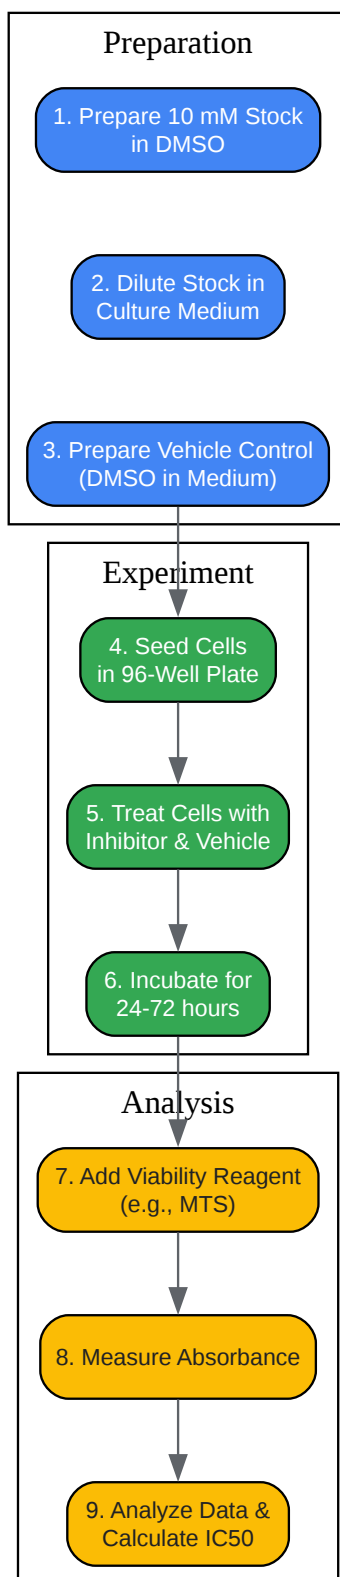 Preparation
1. Prepare 10 mM Stock
in DMSO
2. Dilute Stock in
Culture Medium
3. Prepare Vehicle Control
(DMSO in Medium)
Experiment
4. Seed Cells
in 96-Well Plate
5. Treat Cells with
Inhibitor & Vehicle
6. Incubate for
24-72 hours
Analysis
7. Add Viability Reagent
(e.g., MTS)
8. Measure Absorbance
9. Analyze Data &
Calculate IC50